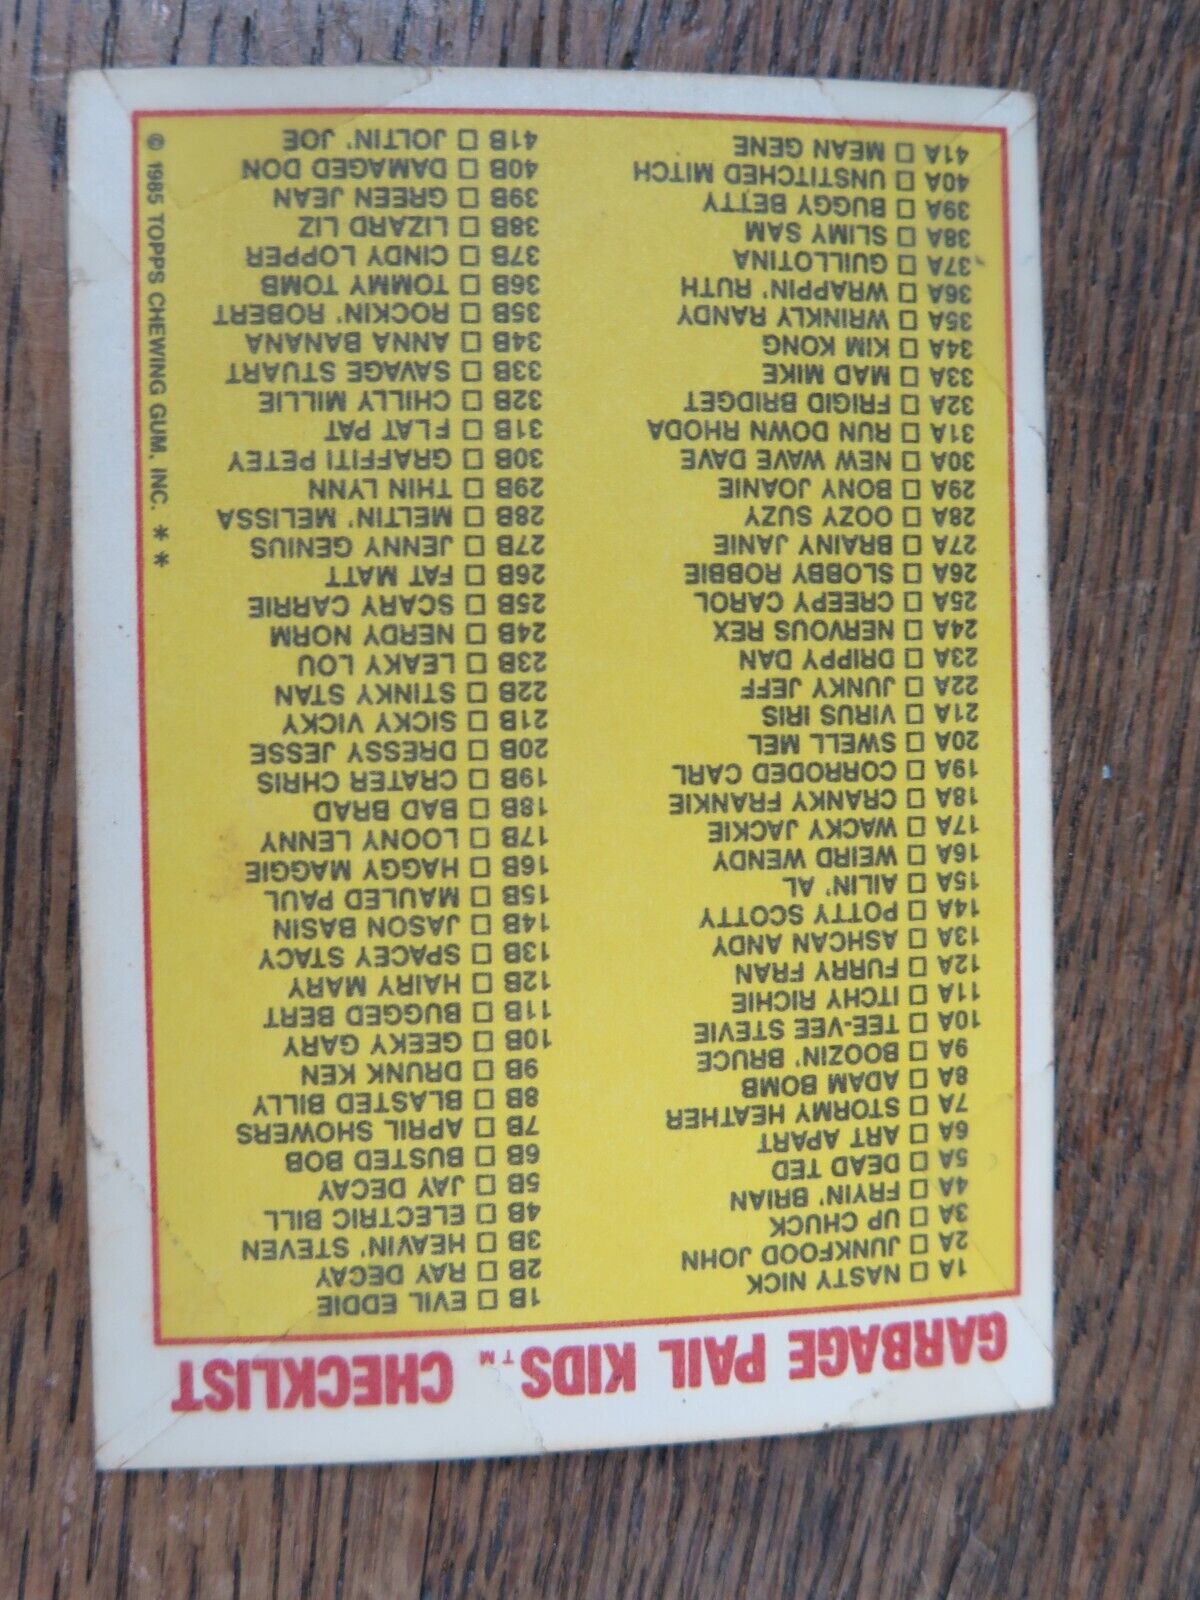 GARBAGE PAIL KIDS™ CHECKLIST
1A □ NASTY NICK
2A □ JUNKFOOD JOHN
3A □ UP CHUCK
4A □ FRYIN' BRIAN
5A □ DEAD TED
6A □ ART APART
7A □ STORMY HEATHER
8A □ ADAM BOMB
9A □ BOOZIN' BRUCE
10A □ TEE-VEE STEVIE
11A □ ITCHY RICHIE
12A □ FURRY FRAN
13A □ ASHCAN ANDY
14A □ POTTY SCOTTY
15A □ AILIN' AL
16A □ WEIRD WENDY
17A □ WACKY JACKIE
18A □ CRANKY FRANKIE
19A □ CORRODED CARL
20A □ SWELL MEL
21A □ VIRUS IRIS
22A □ JUNKY JEFF
23A □ DRIPPY DAN
24A □ NERVOUS REX
25A □ CREEPY CAROL
26A □ SLOBBY ROBBIE
27A □ BRAINY JANIE
28A □ OOZY SUZY
29A □ BONY JOANIE
30A □ NEW WAVE DAVE
31A □ RUN DOWN RHODA
32A □ FRIGID BRIDGET
33A □ MAD MIKE
34A □ KIM KONG
35A □ WRINKLY RANDY
36A □ WRAPPIN' RUTH
37A □ GUILLOTINA
38A □ SLIMY SAM
39A □ BUGGY BETTY
40A □ UNSTITCHED MITCH
41A □ MEAN GENE
1B □ EVIL EDDIE
2B □ RAY DECAY
3B □ HEAVIN' STEVEN
4B □ ELECTRIC BILL
5B □ JAY DECAY
6B □ BUSTED BOB
7B □ APRIL SHOWERS
8B □ BLASTED BILLY
9B □ DRUNK KEN
10B □ GEEKY GARY
11B □ BUGGED BERT
12B □ HAIRY MARY
13B □ SPACEY STACY
14B □ JASON BASIN
15B □ MAULED PAUL
16B □ HAGGY MAGGIE
17B □ LOONY LENNY
18B □ BAD BRAD
19B □ CRATER CHRIS
20B □ DRESSY JESSE
21B □ SICKY VICKY
22B □ STINKY STAN
23B □ LEAKY LOU
24B □ NERDY NORM
25B □ SCARY CARRIE
26B □ FAT MATT
27B □ JENNY GENIUS
28B □ MELTIN' MELISSA
29B □ THIN LYNN
30B □ GRAFFITI PETEY
31B □ FLAT PAT
32B □ CHILLY MILLIE
33B □ SAVAGE STUART
34B □ ANNA BANANA
35B □ ROCKIN' ROBERT
36B □ TOMMY TOMB
37B □ CINDY LOPPER
38B □ LIZARD LIZ
39B □ GREEN JEAN
40B □ DAMAGED DON
41B □ JOLTIN' JOE
© 1985 TOPPS CHEWING GUM, INC. * *